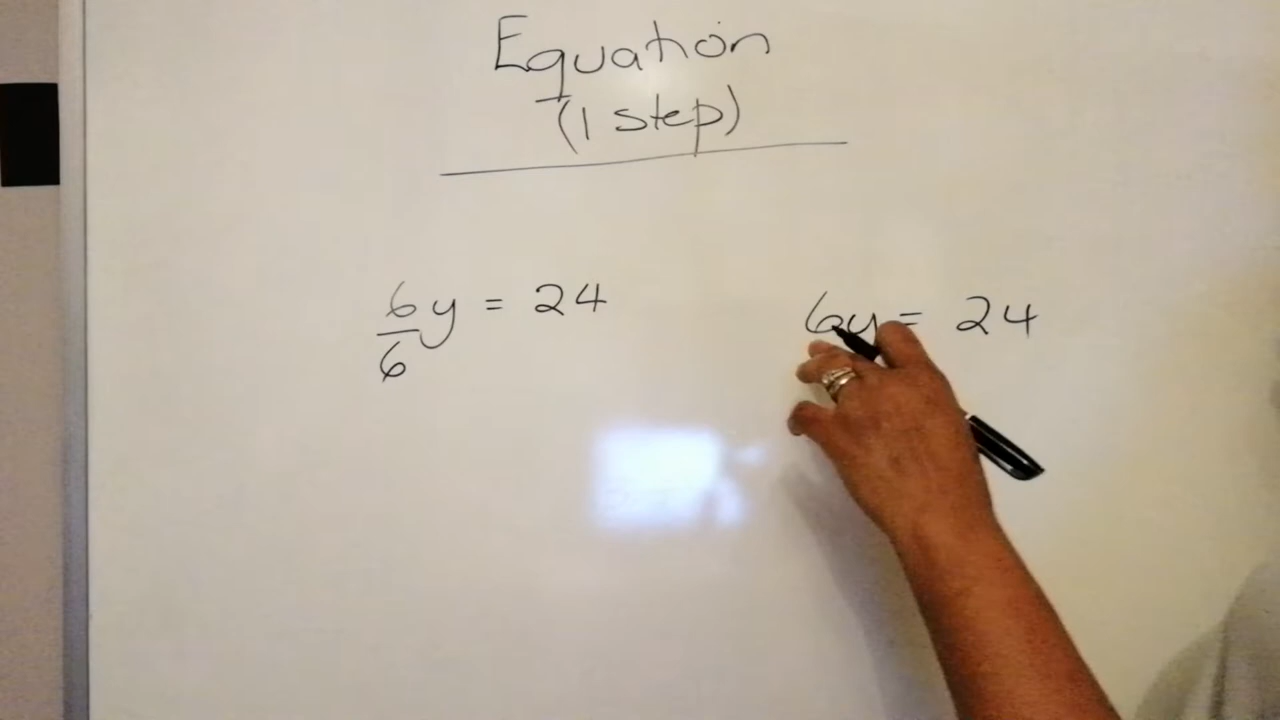 Equation
(1 step)
6y = 24
6
6y = 24